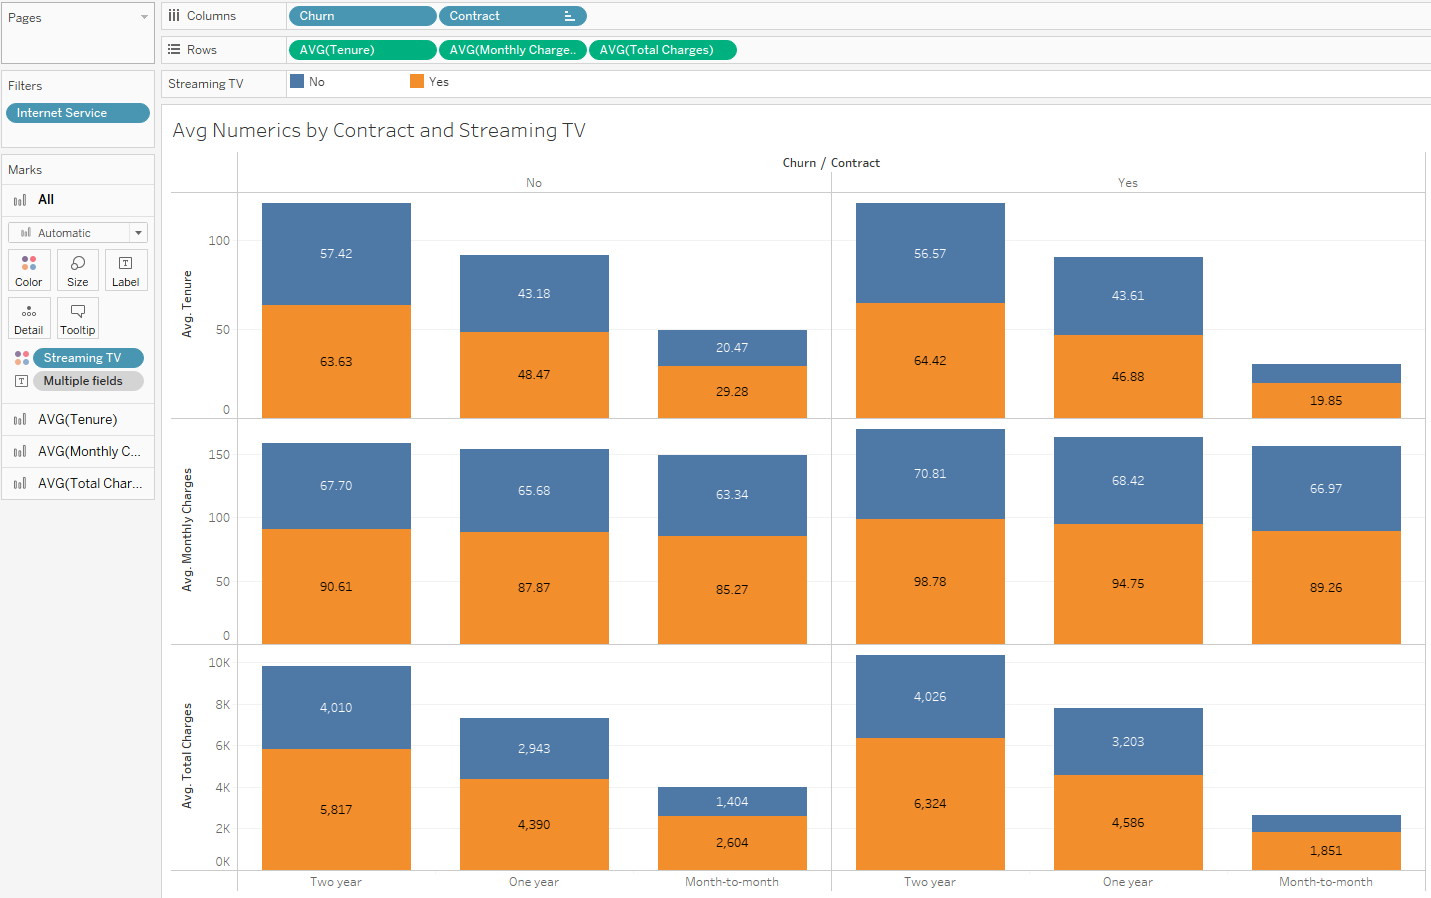 Pages
Columns
Churn
Contract
Rows
AVG(Tenure)
AVG(Monthly Charge..
AVG(Total Charges)
Filters
Internet Service
Streaming TV
No
Yes
Marks
All
Automatic
Color
Size
Label
Detail
Tooltip
Streaming TV
Multiple fields
AVG(Tenure)
AVG(Monthly C...
AVG(Total Char...
Avg Numerics by Contract and Streaming TV
Churn / Contract
No
Yes
Avg. Tenure
100
50
0
57.42
43.18
20.47
56.57
43.61
63.63
48.47
29.28
64.42
46.88
19.85
Avg. Monthly Charges
150
100
50
0
67.70
65.68
63.34
70.81
68.42
66.97
90.61
87.87
85.27
98.78
94.75
89.26
Avg. Total Charges
10K
8K
6K
4K
2K
0K
4,010
2,943
1,404
4,026
3,203
5,817
4,390
2,604
6,324
4,586
1,851
Two year
One year
Month-to-month
Two year
One year
Month-to-month